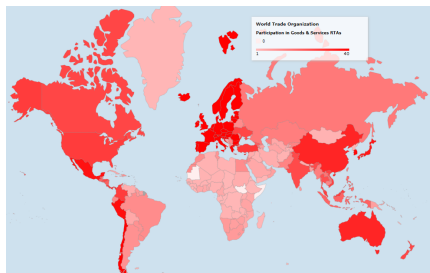 World Trade Organization
Participation in Goods & Services RTAs
0
1 40